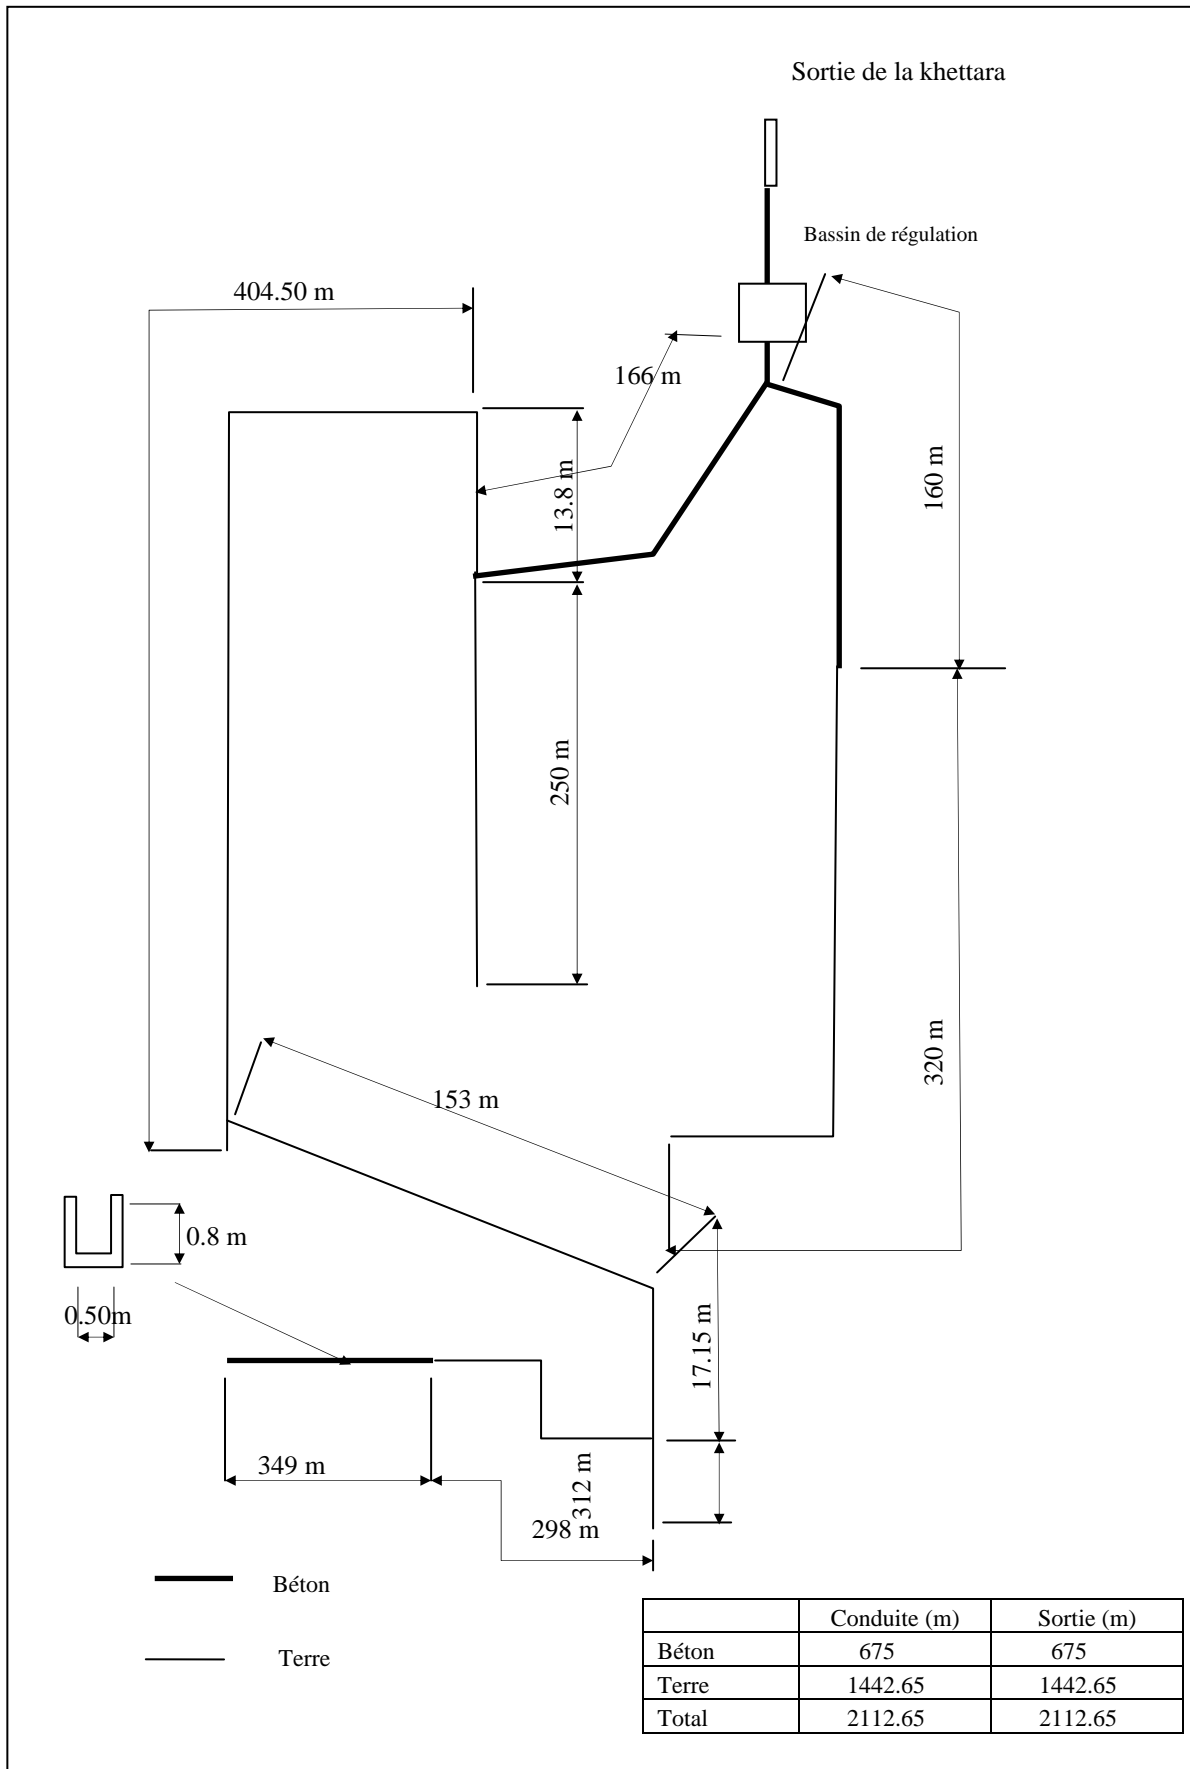 Sortie de la khettara
Bassin de régulation
404.50 m
166 m
13.8 m
160 m
250 m
320 m
153 m
0.8 m
0.50m
17.15 m
349 m
312 m
298 m
Béton
Terre
Conduite (m) Sortie (m)
Béton 675 675
Terre 1442.65 1442.65
Total 2112.65 2112.65